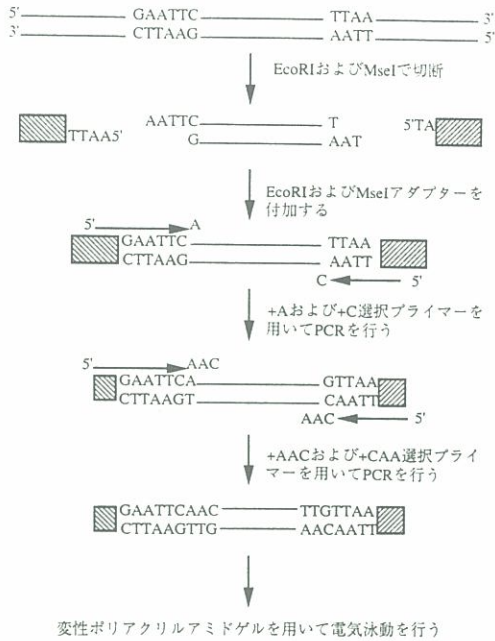 5' GAATTC TTAA 3'
3' CTTAAG AATT 5'
EcoRIおよびMseIで切断
AATTC T 5'TA
TTAA5' G AAT
EcoRIおよびMseIアダプターを
付加する
5' A
GAATTC TTAA
CTTAAG AATT
C 5'
+Aおよび+C選択プライマーを
用いてPCRを行う
5' AAC
GAATTCA GTTAA
CTTAAGT CAATT
AAC 5'
+AACおよび+CAA選択プライ
マーを用いてPCRを行う
GAATTCAAC TTGTTAA
CTTAAGTTG AACAATT
変性ポリアクリルアミドゲルを用いて電気泳動を行う